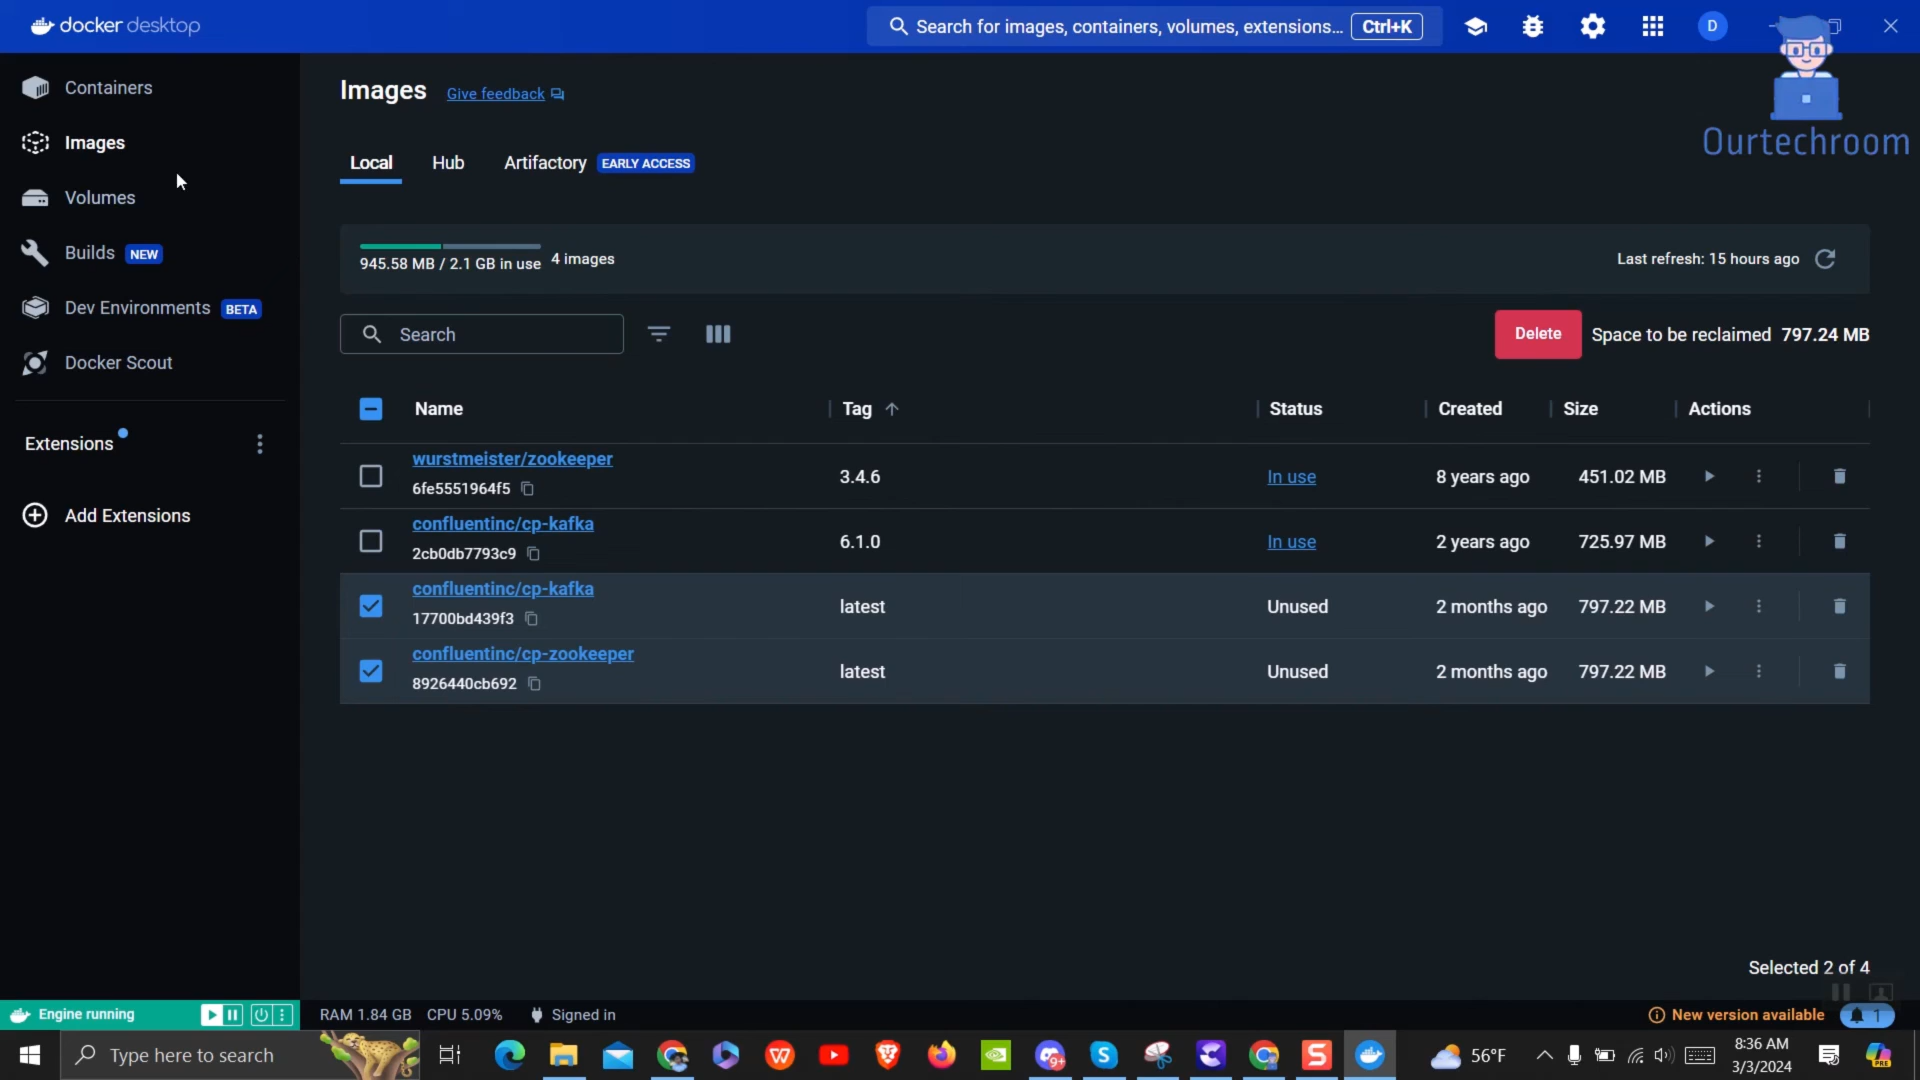 docker desktop
Search for images, containers, volumes, extensions... Ctrl+K
D
Containers
Images
Volumes
Builds NEW
Dev Environments BETA
Docker Scout
Extensions
Add Extensions
Images Give feedback
Ourtechroom
Local Hub Artifactory EARLY ACCESS
945.58 MB / 2.1 GB in use 4 images
Last refresh: 15 hours ago
Search
Delete Space to be reclaimed 797.24 MB
Name Tag Status Created Size Actions
wurstmeister/zookeeper
6fe5551964f5
3.4.6 In use 8 years ago 451.02 MB
confluentinc/cp-kafka
2cb0db7793c9
6.1.0 In use 2 years ago 725.97 MB
confluentinc/cp-kafka
17700bd439f3
latest Unused 2 months ago 797.22 MB
confluentinc/cp-zookeeper
8926440cb692
latest Unused 2 months ago 797.22 MB
Selected 2 of 4
Engine running
RAM 1.84 GB CPU 5.09% Signed in
New version available 1
Type here to search
9+
56°F
8:36 AM
3/3/2024
PRE